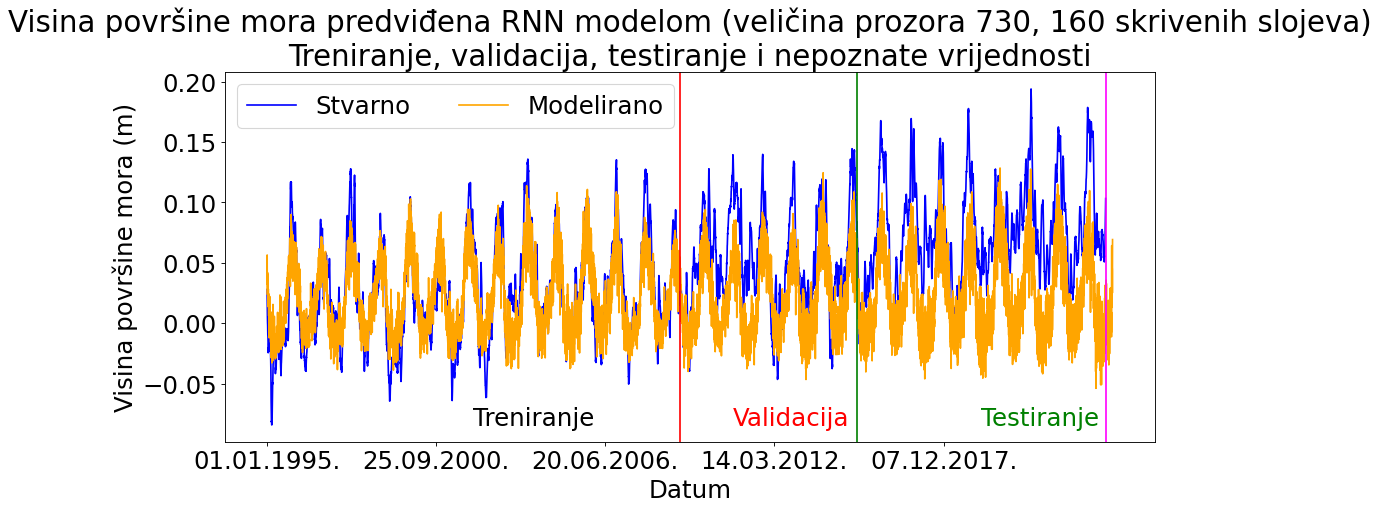 Visina površine mora predviđena RNN modelom (veličina prozora 730, 160 skrivenih slojeva)
Treniranje, validacija, testiranje i nepoznate vrijednosti
Stvarno
Modelirano
Visina površine mora (m)
0.20
0.15
0.10
0.05
0.00
−0.05
Treniranje
Validacija
Testiranje
01.01.1995.
25.09.2000.
20.06.2006.
14.03.2012.
07.12.2017.
Datum